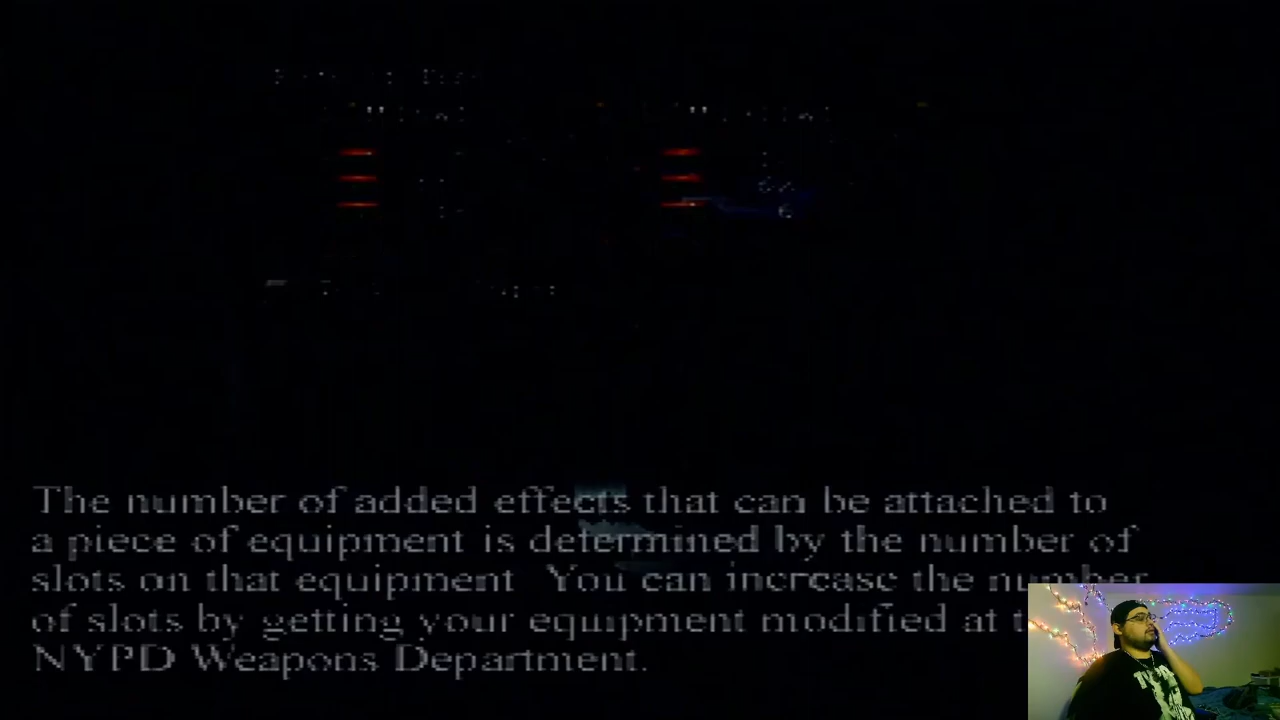 The number of added effects that can be attached to
a piece of equipment is determined by the number of
slots on that equipment You can increase the number
of slots by getting your equipment modified at
NYPD Weapons Department.